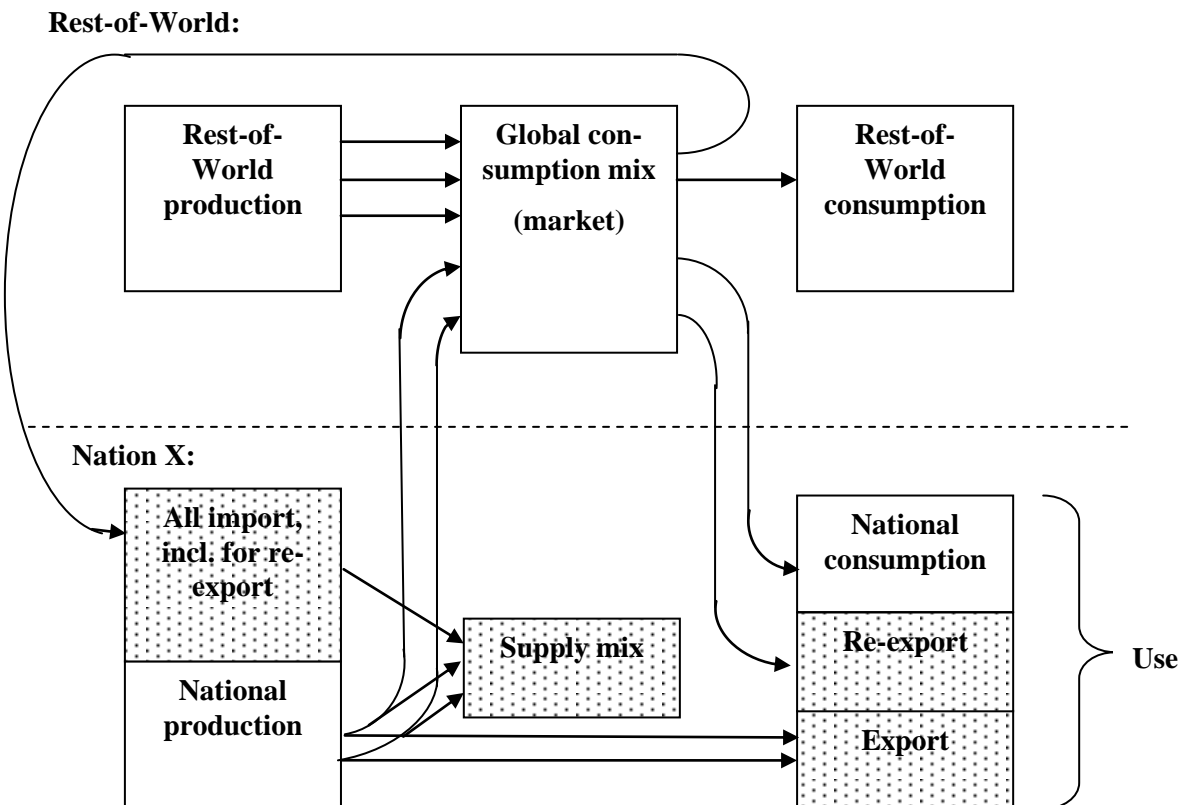 Rest-of-World:
Rest-of-
World
production
Global con-
sumption mix
(market)
Rest-of-
World
consumption
Nation X:
All import,
incl. for re-
export
National
production
Supply mix
National
consumption
Re-export
Export
Use